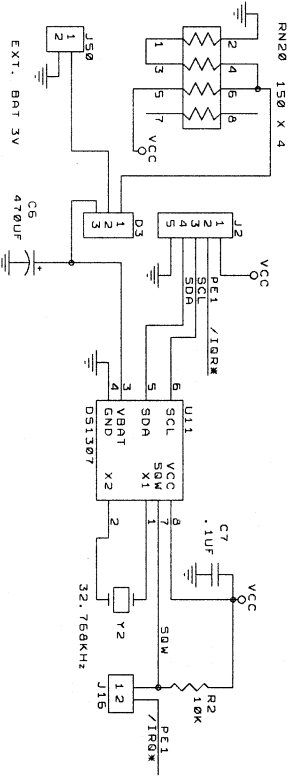 RN20
150 X 4
2 4 6 8
1 3 5 7
VCC
J50
1
2
EXT. BAT 3V
C6
470UF
+
D3
1
2
3
J2
1
2
3
4
5
VCC
PE1 /IQR*
SCL
SDA
U11
6 SCL
5 SDA
3 VBAT
4 GND
VCC 8
SQW 7
X1 1
X2 2
DS1307
C7
.1UF
VCC
Y2
32.768KHz
SQW
R2
10K
J16
1 2
PE1
/IRQ*